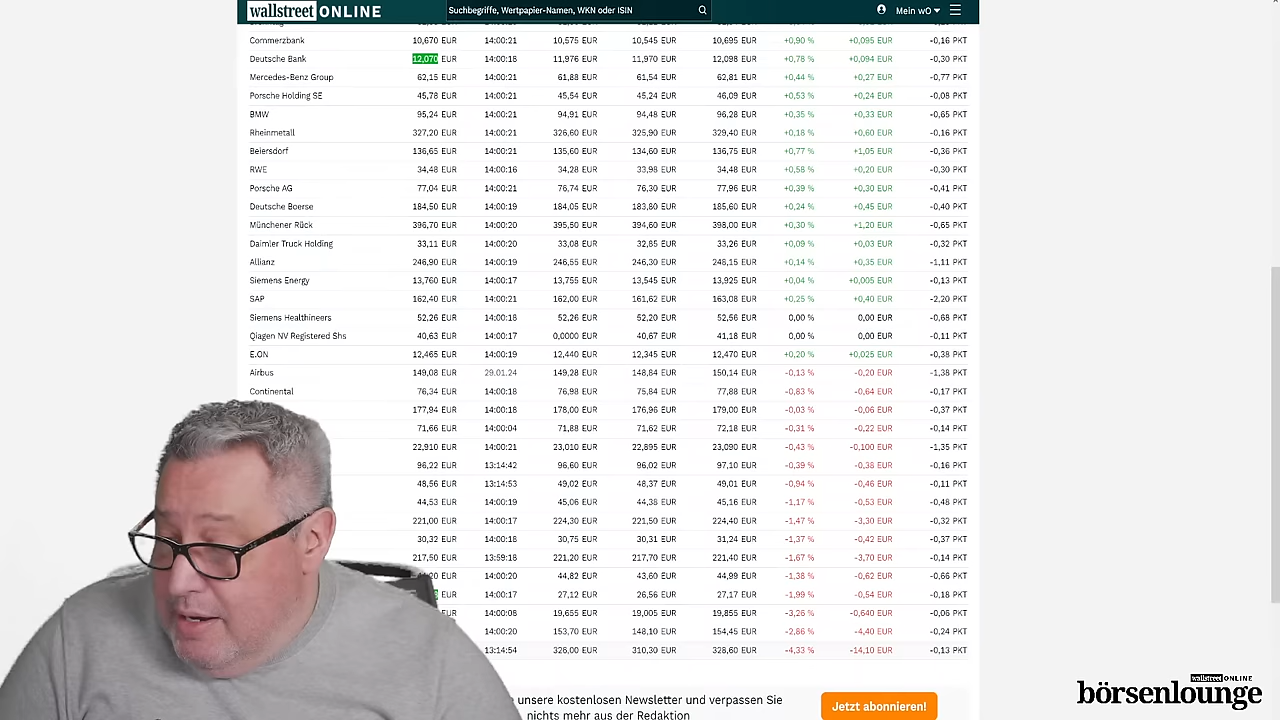 wallstreet ONLINE Suchbegriffe, Wertpapier-Namen, WKN oder ISIN Mein wO
Commerzbank 10,670 EUR 14:00:21 10,575 EUR 10,545 EUR 10,695 EUR +0,90 % +0,095 EUR -0,16 PKT
Deutsche Bank 12,070 EUR 14:00:18 11,976 EUR 11,970 EUR 12,098 EUR +0,78 % +0,094 EUR -0,30 PKT
Mercedes-Benz Group 62,15 EUR 14:00:21 61,88 EUR 61,54 EUR 62,81 EUR +0,44 % +0,27 EUR -0,77 PKT
Porsche Holding SE 45,78 EUR 14:00:21 45,54 EUR 45,24 EUR 46,09 EUR +0,53 % +0,24 EUR -0,08 PKT
BMW 95,24 EUR 14:00:21 94,91 EUR 94,48 EUR 96,28 EUR +0,35 % +0,33 EUR -0,65 PKT
Rheinmetall 327,20 EUR 14:00:21 326,60 EUR 325,90 EUR 329,40 EUR +0,18 % +0,60 EUR -0,16 PKT
Beiersdorf 136,65 EUR 14:00:21 135,60 EUR 134,60 EUR 136,75 EUR +0,77 % +1,05 EUR -0,36 PKT
RWE 34,48 EUR 14:00:16 34,28 EUR 33,98 EUR 34,48 EUR +0,58 % +0,20 EUR -0,30 PKT
Porsche AG 77,04 EUR 14:00:21 76,74 EUR 76,30 EUR 77,96 EUR +0,39 % +0,30 EUR -0,41 PKT
Deutsche Boerse 184,50 EUR 14:00:19 184,05 EUR 183,80 EUR 185,60 EUR +0,24 % +0,45 EUR -0,40 PKT
Münchener Rück 396,70 EUR 14:00:20 395,50 EUR 394,60 EUR 398,00 EUR +0,30 % +1,20 EUR -0,65 PKT
Daimler Truck Holding 33,11 EUR 14:00:20 33,08 EUR 32,85 EUR 33,26 EUR +0,09 % +0,03 EUR -0,32 PKT
Allianz 246,90 EUR 14:00:19 246,55 EUR 246,30 EUR 248,15 EUR +0,14 % +0,35 EUR -1,11 PKT
Siemens Energy 13,760 EUR 14:00:17 13,755 EUR 13,545 EUR 13,925 EUR +0,04 % +0,005 EUR -0,13 PKT
SAP 162,40 EUR 14:00:21 162,00 EUR 161,62 EUR 163,08 EUR +0,25 % +0,40 EUR -2,20 PKT
Siemens Healthineers 52,26 EUR 14:00:18 52,26 EUR 52,20 EUR 52,56 EUR 0,00 % 0,00 EUR -0,68 PKT
Qiagen NV Registered Shs 40,63 EUR 14:00:17 0,0000 EUR 40,67 EUR 41,18 EUR 0,00 % 0,00 EUR -0,11 PKT
E.ON 12,465 EUR 14:00:19 12,440 EUR 12,345 EUR 12,470 EUR +0,20 % +0,025 EUR -0,38 PKT
Airbus 149,08 EUR 29.01.24 149,28 EUR 148,84 EUR 150,14 EUR -0,13 % -0,20 EUR -1,38 PKT
Continental 76,34 EUR 14:00:18 76,98 EUR 75,84 EUR 77,88 EUR -0,83 % -0,64 EUR -0,17 PKT
177,94 EUR 14:00:18 178,00 EUR 176,96 EUR 179,00 EUR -0,03 % -0,06 EUR -0,37 PKT
71,66 EUR 14:00:04 71,88 EUR 71,62 EUR 72,18 EUR -0,31 % -0,22 EUR -0,14 PKT
22,910 EUR 14:00:21 23,010 EUR 22,895 EUR 23,090 EUR -0,43 % -0,100 EUR -1,35 PKT
96,22 EUR 13:14:42 96,60 EUR 96,02 EUR 97,10 EUR -0,39 % -0,38 EUR -0,16 PKT
48,56 EUR 13:14:53 49,02 EUR 48,37 EUR 49,01 EUR -0,94 % -0,46 EUR -0,11 PKT
44,53 EUR 14:00:19 45,06 EUR 44,38 EUR 45,16 EUR -1,17 % -0,53 EUR -0,48 PKT
221,00 EUR 14:00:17 224,30 EUR 221,50 EUR 224,40 EUR -1,47 % -3,30 EUR -0,32 PKT
30,32 EUR 14:00:18 30,75 EUR 30,31 EUR 31,24 EUR -1,37 % -0,42 EUR -0,37 PKT
217,50 EUR 13:59:18 221,20 EUR 217,70 EUR 221,40 EUR -1,67 % -3,70 EUR -0,14 PKT
EUR 14:00:20 44,82 EUR 43,60 EUR 44,99 EUR -1,38 % -0,62 EUR -0,66 PKT
EUR 14:00:17 27,12 EUR 26,56 EUR 27,17 EUR -1,99 % -0,54 EUR -0,18 PKT
EUR 14:00:08 19,655 EUR 19,005 EUR 19,855 EUR -3,26 % -0,640 EUR -0,06 PKT
14:00:20 153,70 EUR 148,10 EUR 154,45 EUR -2,86 % -4,40 EUR -0,24 PKT
13:14:54 326,00 EUR 310,30 EUR 328,60 EUR -4,33 % -14,10 EUR -0,13 PKT
unsere kostenlosen Newsletter und verpassen Sie
nichts mehr aus der Redaktion
Jetzt abonnieren!
wallstreet ONLINE
börsenlounge